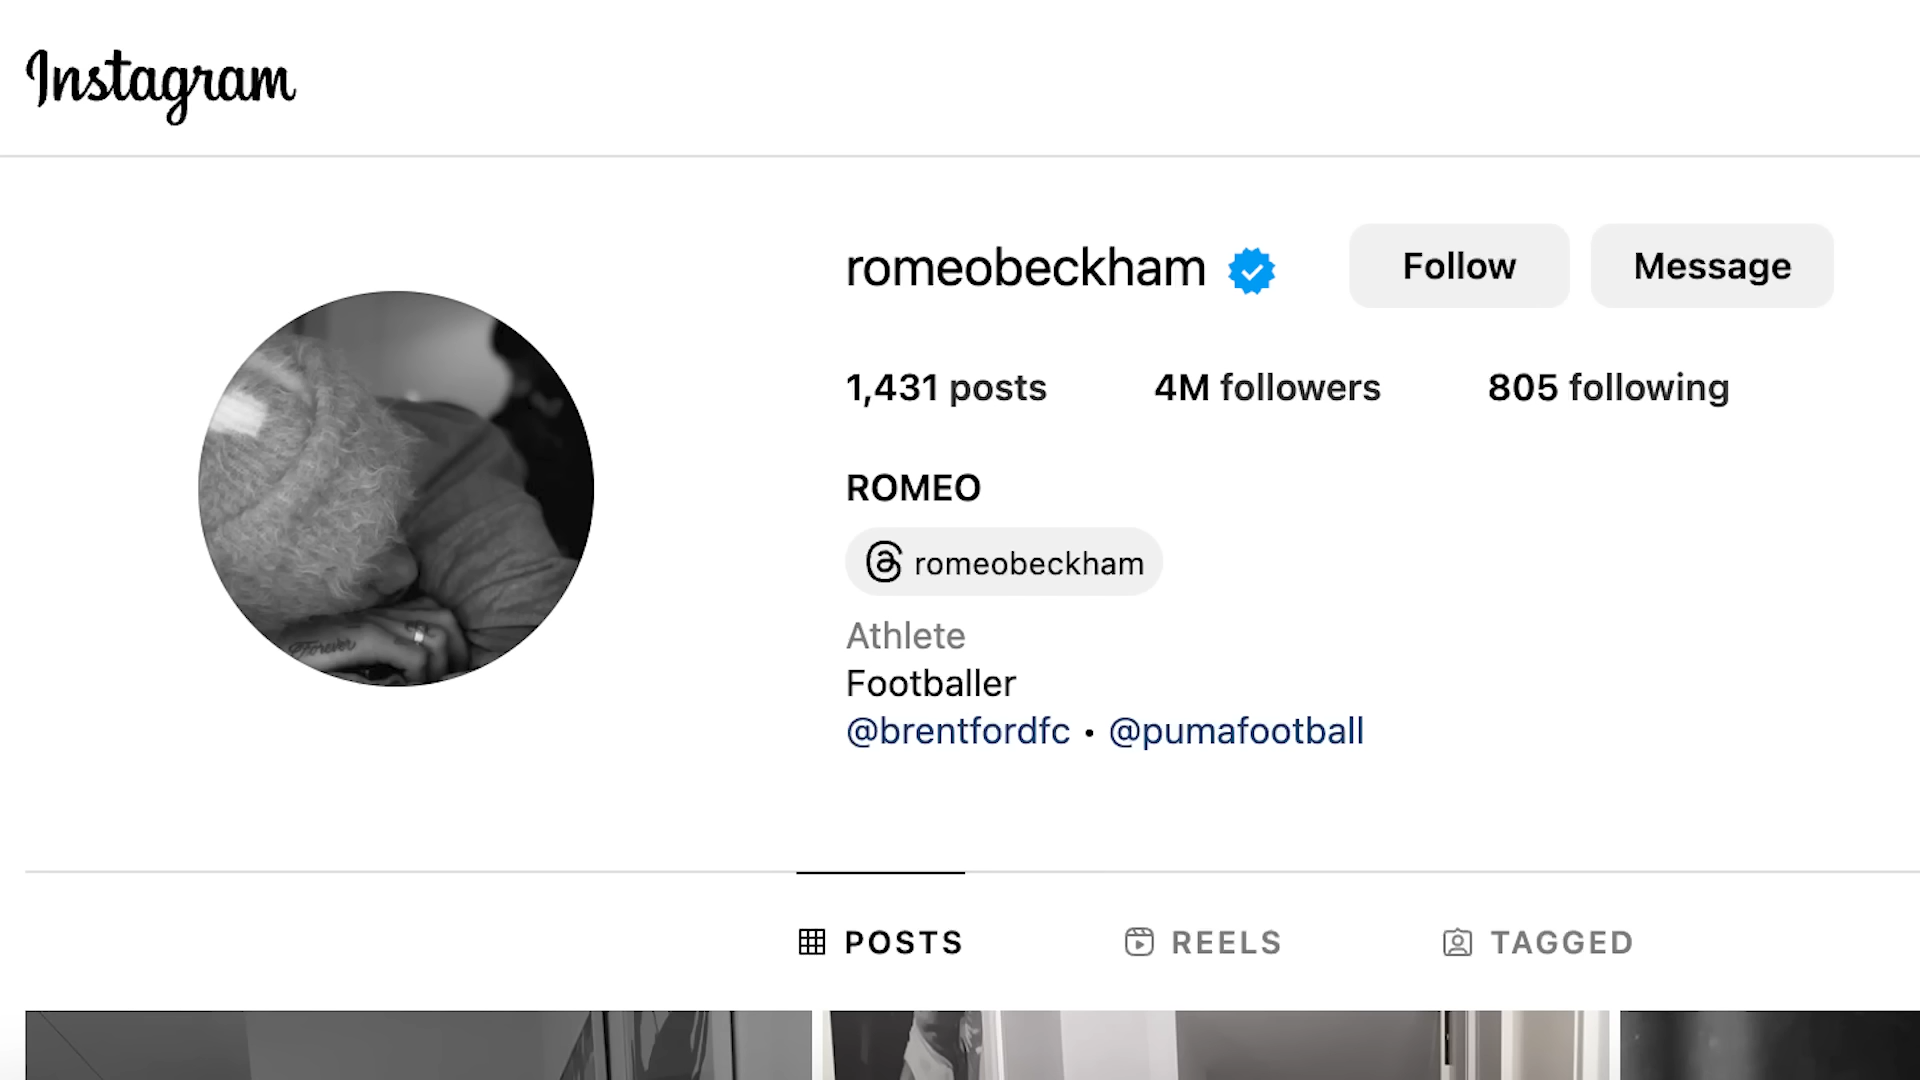 Instagram
romeobeckham
Follow
Message
1,431 posts
4M followers
805 following
ROMEO
romeobeckham
Athlete
Footballer
@brentfordfc • @pumafootball
Forever
POSTS
REELS
TAGGED